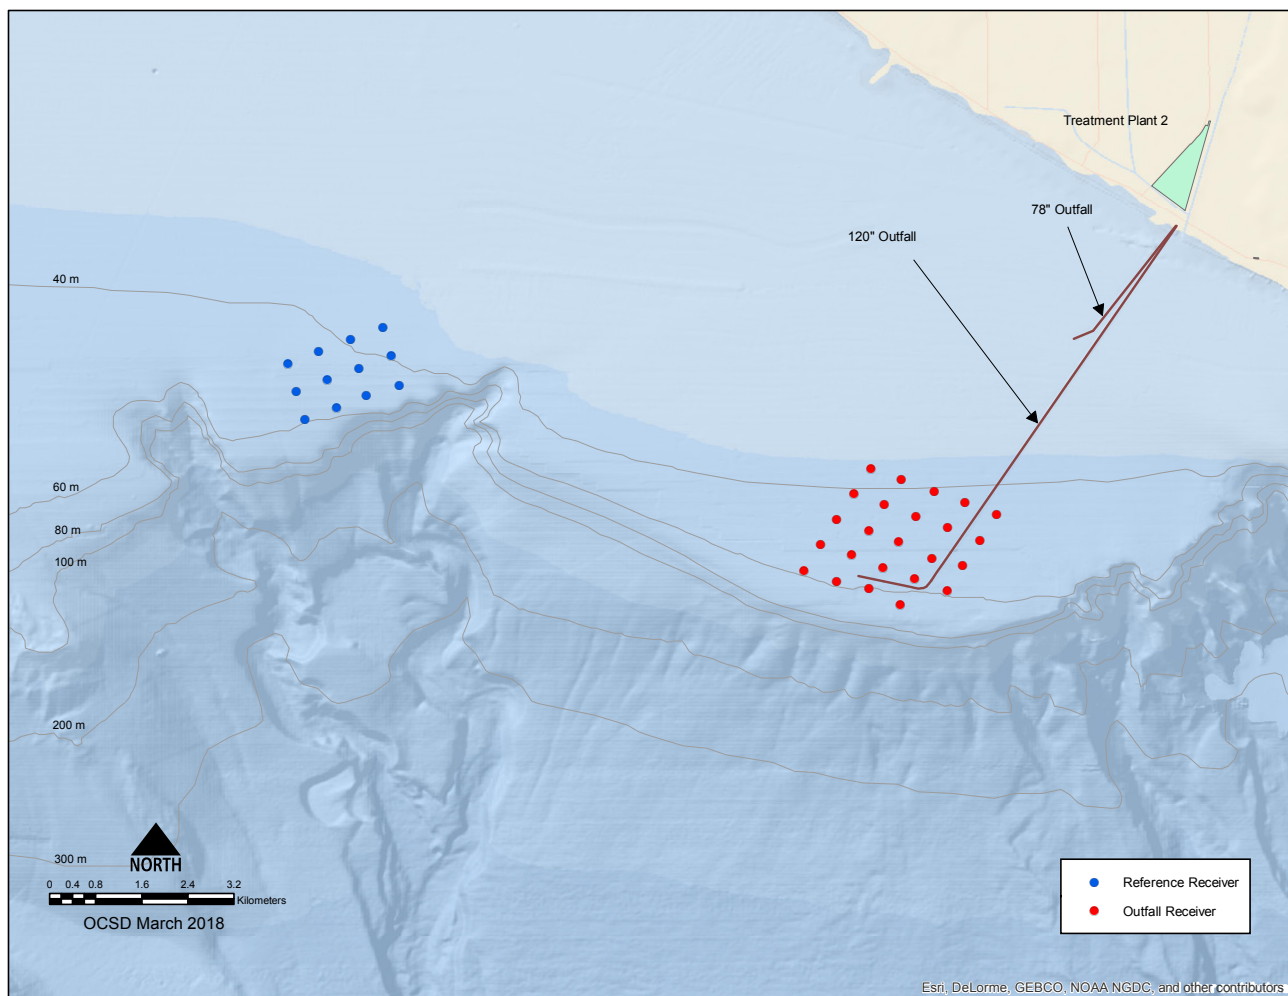 Treatment Plant 2
78" Outfall
120" Outfall
40 m
60 m
80 m
100 m
200 m
300 m
NORTH
0 0.4 0.8 1.6 2.4 3.2
Kilometers
OCSD March 2018
Reference Receiver
Outfall Receiver
Esri, DeLorme, GEBCO, NOAA NGDC, and other contributors